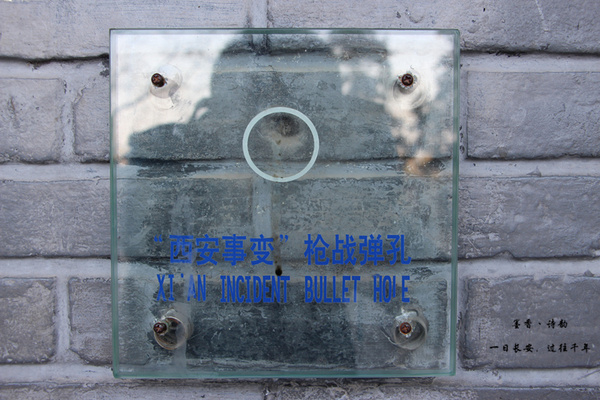 “西安事变”枪战弹孔
XI'AN INCIDENT BULLET HOLE
墨香·诗韵
一日长安，过往千年